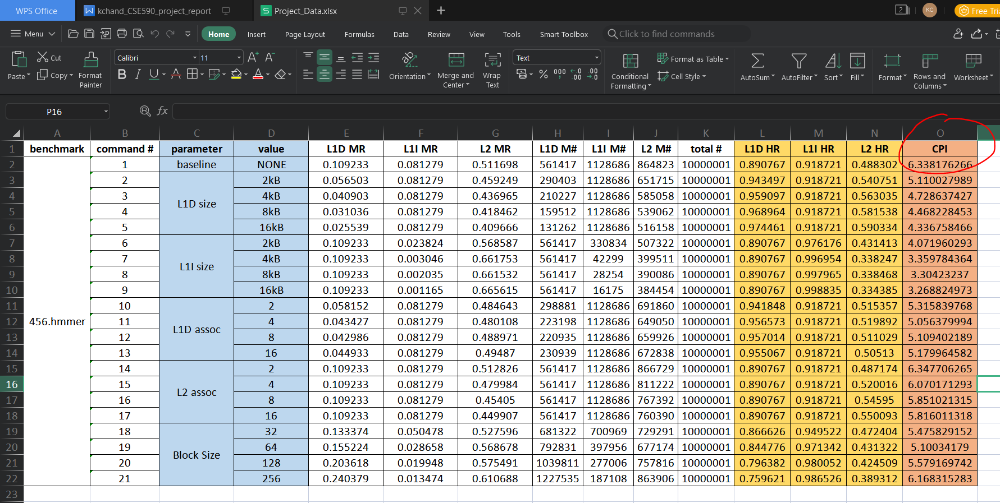 WPS Office kchand_CSE590_project_report Project_Data.xlsx 2 KC Free Tria
Menu Home Insert Page Layout Formulas Data Review View Tools Smart Toolbox Click to find commands
Paste Cut Copy Format Painter Calibri 11 Orientation Merge and Center Wrap Text Text Conditional Formatting Format as Table Cell Style AutoSum AutoFilter Sort Fill Format Rows and Columns Worksheet
P16 fx
A B C D E F G H I J K L M N O
1 benchmark command # parameter value L1D MR L1I MR L2 MR L1D M# L1I M# L2 M# total # L1D HR L1I HR L2 HR CPI
2 1 baseline NONE 0.109233 0.081279 0.511698 561417 1128686 864823 10000001 0.890767 0.918721 0.488302 6.338176266
3 2 2kB 0.056503 0.081279 0.459249 290403 1128686 651715 10000001 0.943497 0.918721 0.540751 5.110027989
4 3 L1D size 4kB 0.040903 0.081279 0.436965 210227 1128686 585058 10000001 0.959097 0.918721 0.563035 4.728637427
5 4 8kB 0.031036 0.081279 0.418462 159512 1128686 539062 10000001 0.968964 0.918721 0.581538 4.468228453
6 5 16kB 0.025539 0.081279 0.409666 131262 1128686 516158 10000001 0.974461 0.918721 0.590334 4.336758466
7 6 2kB 0.109233 0.023824 0.568587 561417 330834 507322 10000001 0.890767 0.976176 0.431413 4.071960293
8 7 L1I size 4kB 0.109233 0.003046 0.661753 561417 42299 399511 10000001 0.890767 0.996954 0.338247 3.359784364
9 8 8kB 0.109233 0.002035 0.661532 561417 28254 390086 10000001 0.890767 0.997965 0.338468 3.30423237
10 9 16kB 0.109233 0.001165 0.665615 561417 16175 384454 10000001 0.890767 0.998835 0.334385 3.268824973
11 10 2 0.058152 0.081279 0.484643 298881 1128686 691860 10000001 0.941848 0.918721 0.515357 5.315839768
12 456.hmmer 11 L1D assoc 4 0.043427 0.081279 0.480108 223198 1128686 649050 10000001 0.956573 0.918721 0.519892 5.056379994
13 12 8 0.042986 0.081279 0.488971 220935 1128686 659926 10000001 0.957014 0.918721 0.511029 5.109402189
14 13 16 0.044933 0.081279 0.49487 230939 1128686 672838 10000001 0.955067 0.918721 0.50513 5.179964582
15 14 2 0.109233 0.081279 0.512826 561417 1128686 866729 10000001 0.890767 0.918721 0.487174 6.347706265
16 15 L2 assoc 4 0.109233 0.081279 0.479984 561417 1128686 811222 10000001 0.890767 0.918721 0.520016 6.070171293
17 16 8 0.109233 0.081279 0.45405 561417 1128686 767392 10000001 0.890767 0.918721 0.54595 5.851021315
18 17 16 0.109233 0.081279 0.449907 561417 1128686 760390 10000001 0.890767 0.918721 0.550093 5.816011318
19 18 32 0.133374 0.050478 0.527596 681322 700969 729291 10000001 0.866626 0.949522 0.472404 5.475829152
20 19 Block Size 64 0.155224 0.028658 0.568678 792831 397956 677174 10000001 0.844776 0.971342 0.431322 5.10034179
21 20 128 0.203618 0.019948 0.575491 1039811 277006 757816 10000001 0.796382 0.980052 0.424509 5.579169742
22 21 256 0.240379 0.013474 0.610688 1227535 187108 863906 10000001 0.759621 0.986526 0.389312 6.168315283
23